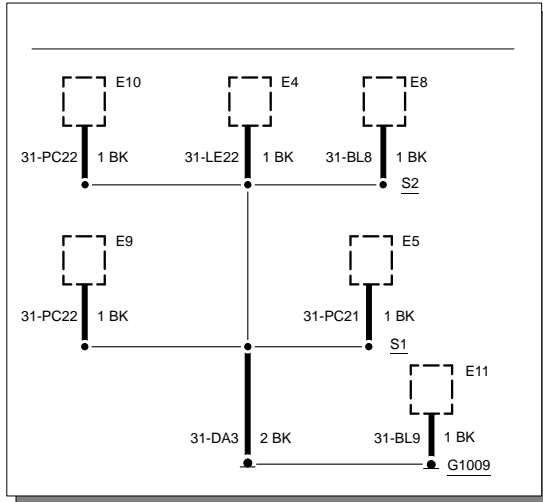 E10 E4 E8
31-PC22 1 BK 31-LE22 1 BK 31-BL8 1 BK
S2
E9 E5
31-PC22 1 BK 31-PC21 1 BK
S1
E11
31-DA3 2 BK 31-BL9 1 BK
G1009